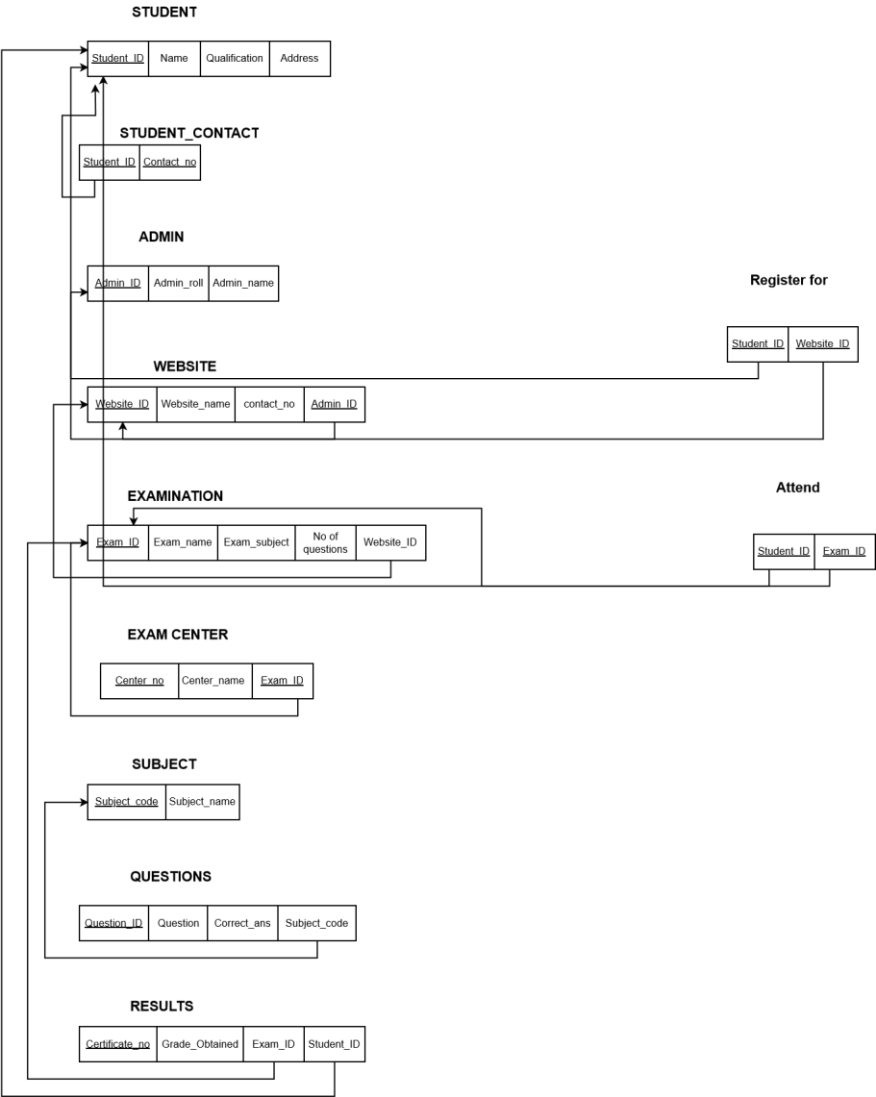 STUDENT
Student_ID Name Qualification Address
STUDENT_CONTACT
Student_ID Contact_no
ADMIN
Admin_ID Admin_roll Admin_name
Register for
Student_ID Website_ID
WEBSITE
Website_ID Website_name contact_no Admin_ID
EXAMINATION
Exam_ID Exam_name Exam_subject No of questions Website_ID
Attend
Student_ID Exam_ID
EXAM CENTER
Center_no Center_name Exam_ID
SUBJECT
Subject_code Subject_name
QUESTIONS
Question_ID Question Correct_ans Subject_code
RESULTS
Certificate_no Grade_Obtained Exam_ID Student_ID